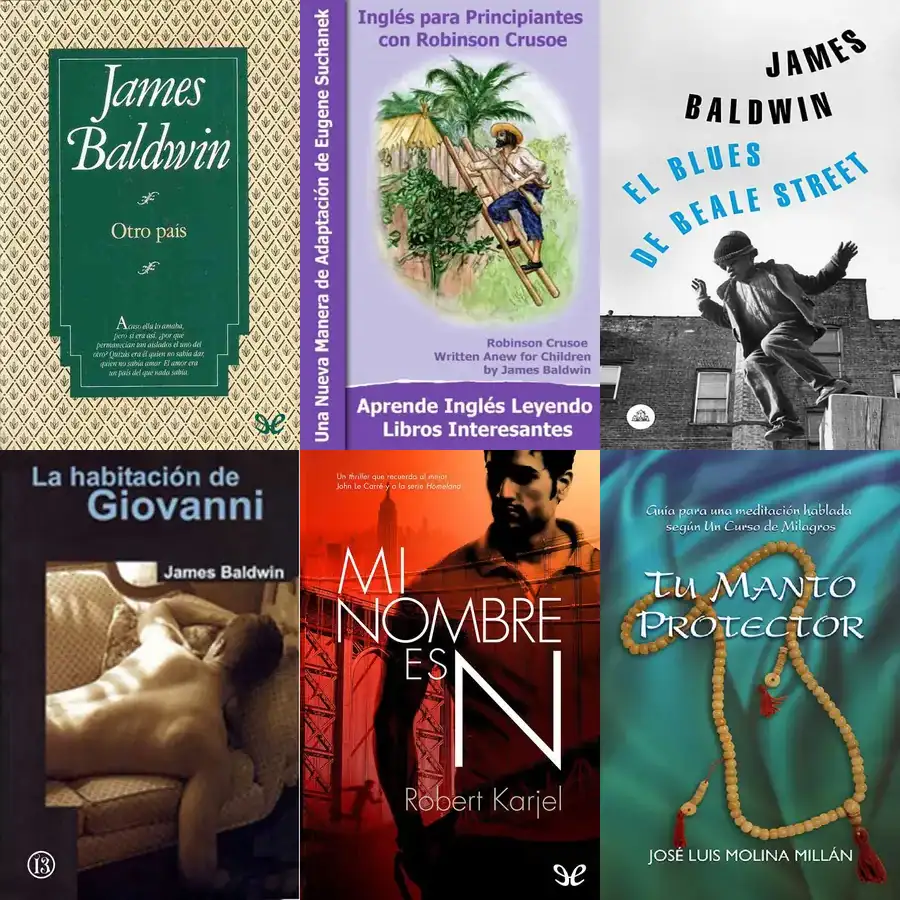 James
Baldwin
Otro país
Acaso ella lo amaba,
pero si era así, ¿por qué
permanecían tan aislados el uno del
otro? Quizás era él quien no sabía dar,
quien no sabía amar. El amor era
un país del que nada sabía.
Una Nueva Manera de Adaptación de Eugene Suchanek
Inglés para Principiantes
con Robinson Crusoe
Robinson Crusoe
Written Anew for Children
by James Baldwin
Aprende Inglés Leyendo
Libros Interesantes
JAMES
BALDWIN
EL BLUES
DE BEALE STREET
La habitación de
Giovanni
James Baldwin
13
Un thriller que recuerda al mejor
John Le Carré y a la serie Homeland
MI
NOMBRE
ES N
Robert Karjel
Guía para una meditación hablada
según Un Curso de Milagros
TU MANTO
PROTECTOR
JOSÉ LUIS MOLINA MILLÁN